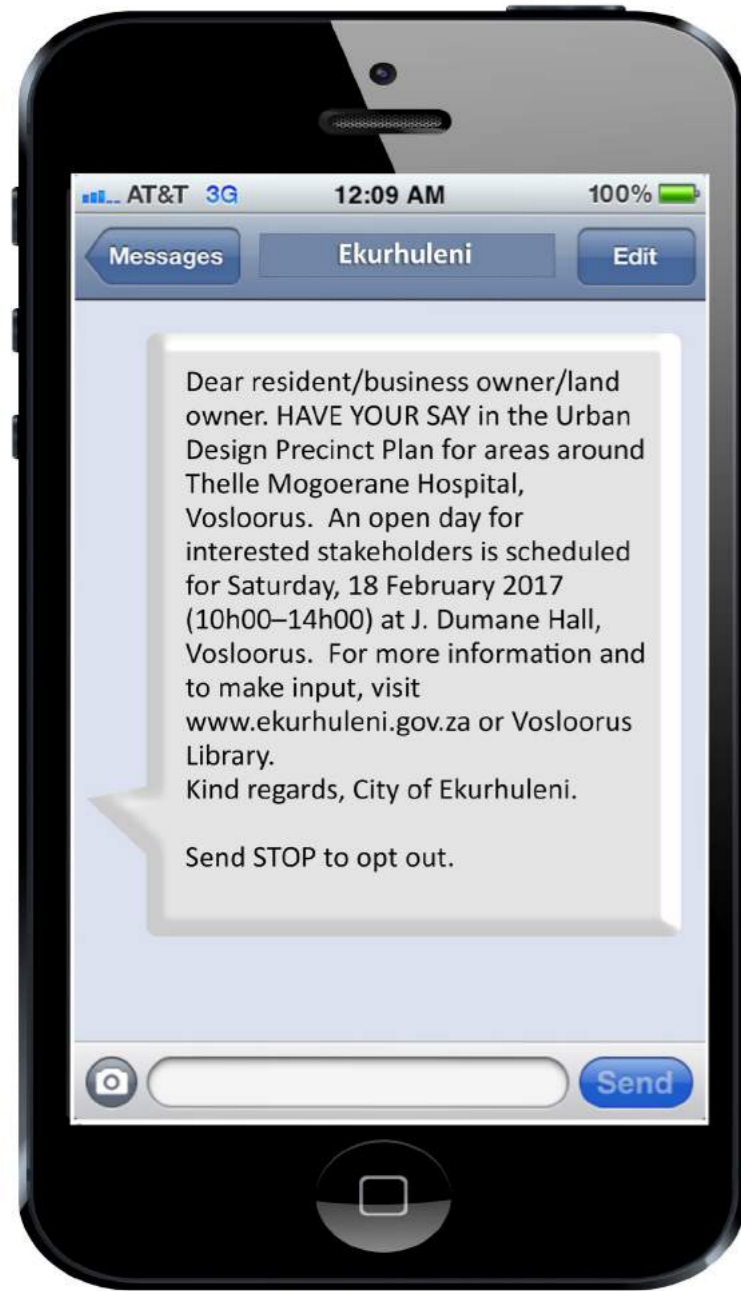 AT&T 3G 12:09 AM 100%
Messages Ekurhuleni Edit
Dear resident/business owner/land
owner. HAVE YOUR SAY in the Urban
Design Precinct Plan for areas around
Thelle Mogoerane Hospital,
Vosloorus.  An open day for
interested stakeholders is scheduled
for Saturday, 18 February 2017
(10h00–14h00) at J. Dumane Hall,
Vosloorus.  For more information and
to make input, visit
www.ekurhuleni.gov.za or Vosloorus
Library.
Kind regards, City of Ekurhuleni.
Send STOP to opt out.
Send